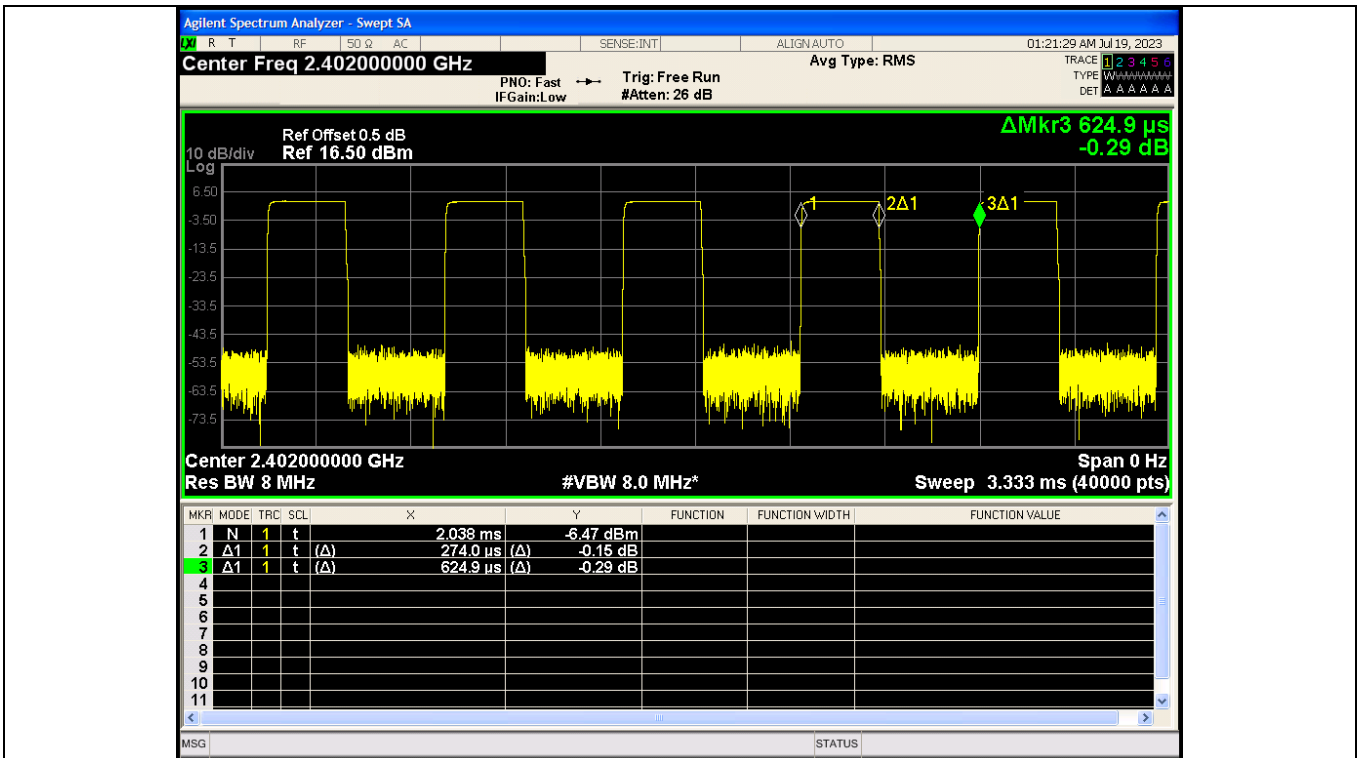 Agilent Spectrum Analyzer - Swept SA
LXI R T RF 50 Ω AC SENSE:INT ALIGN AUTO 01:21:29 AM Jul 19, 2023
Center Freq 2.402000000 GHz Avg Type: RMS TRACE 1 2 3 4 5 6
PNO: Fast Trig: Free Run TYPE
IFGain:Low #Atten: 26 dB DET A A A A A A
ΔMkr3 624.9 µs
-0.29 dB
Ref Offset 0.5 dB
10 dB/div Ref 16.50 dBm
Log
6.50
1 2Δ1 3Δ1
-3.50
-13.5
-23.5
-33.5
-43.5
-53.5
-63.5
-73.5
Center 2.402000000 GHz Span 0 Hz
Res BW 8 MHz #VBW 8.0 MHz* Sweep 3.333 ms (40000 pts)
MKR MODE TRC SCL X Y FUNCTION FUNCTION WIDTH FUNCTION VALUE
1 N 1 t 2.038 ms -6.47 dBm
2 Δ1 1 t (Δ) 274.0 µs (Δ) -0.15 dB
3 Δ1 1 t (Δ) 624.9 µs (Δ) -0.29 dB
4
5
6
7
8
9
10
11
MSG STATUS